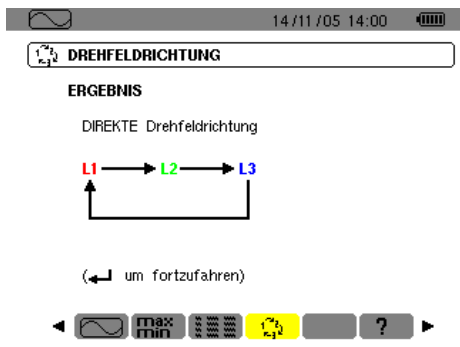 14/11/05 14:00
DREHFELDRICHTUNG
ERGEBNIS
DIREKTE Drehfeldrichtung
L1 L2 L3
(↵ um fortzufahren)
max min ?